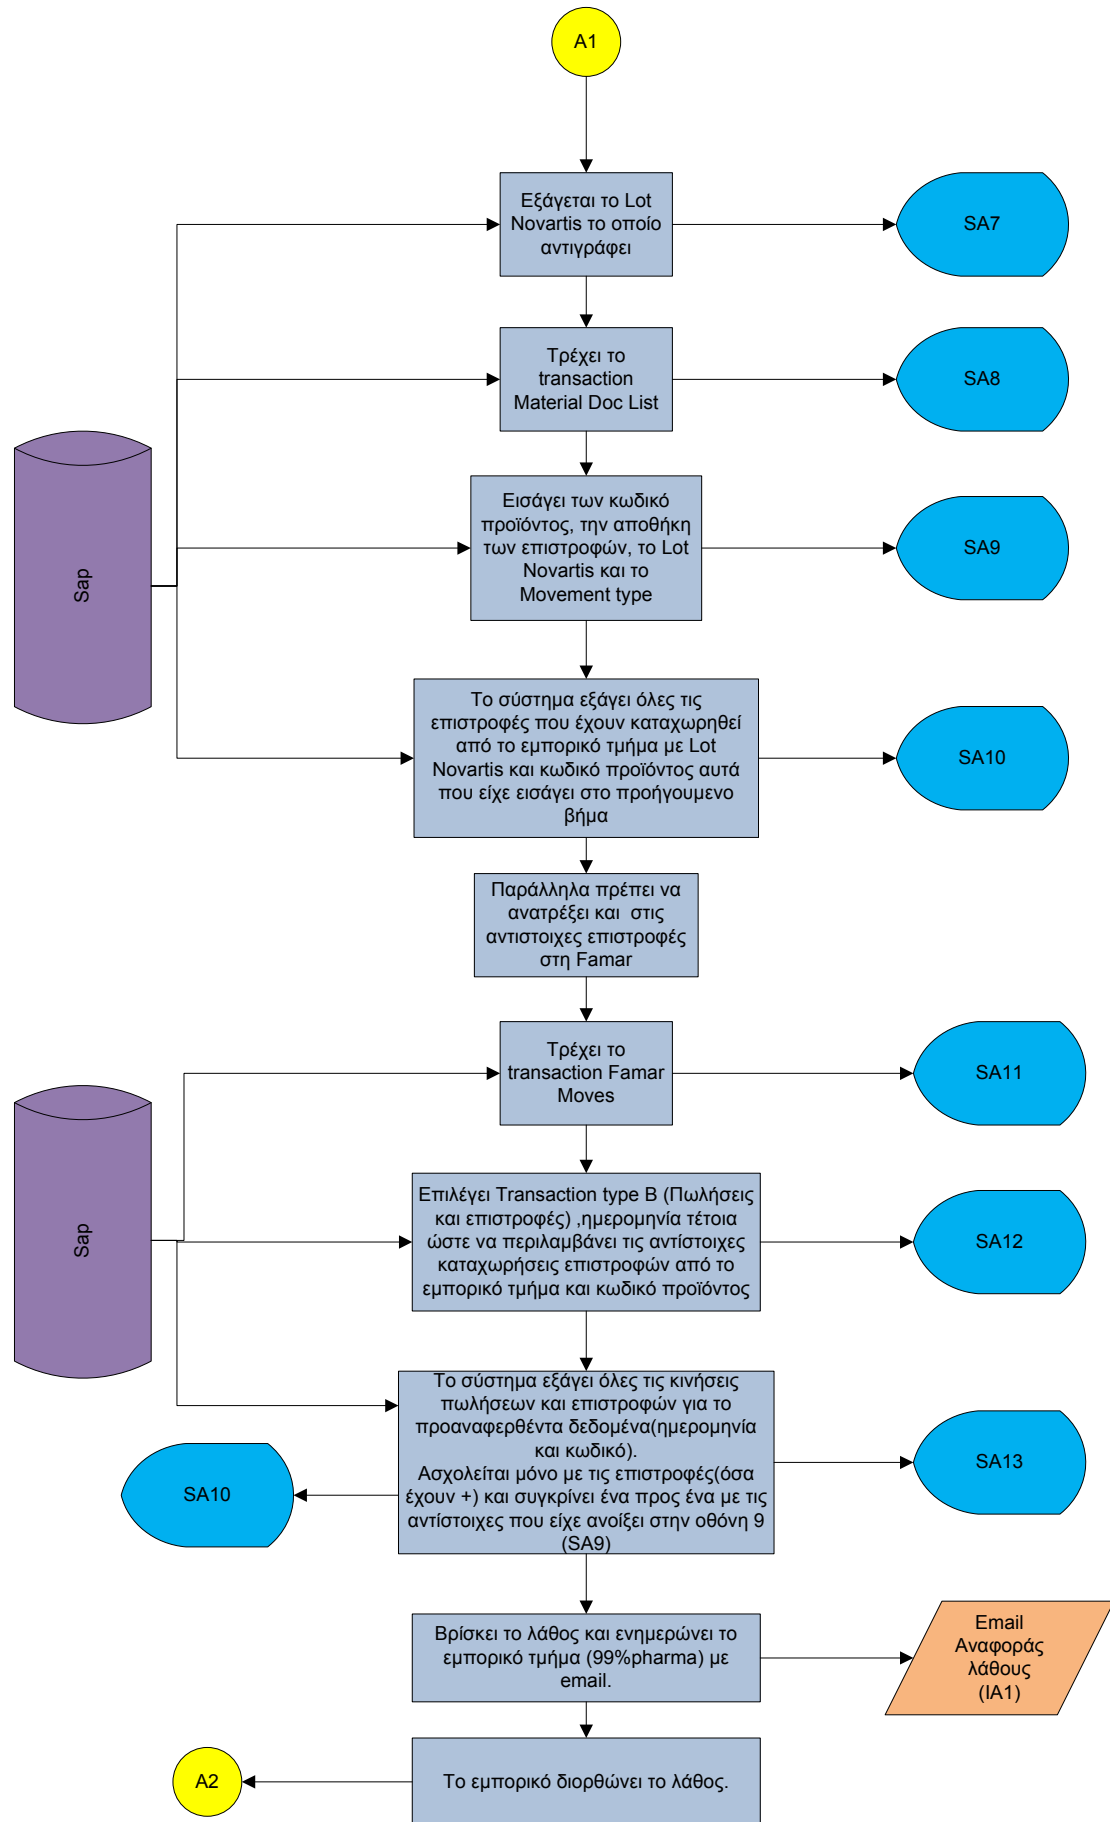 A1
Εξάγεται το Lot
Novartis το οποίο
αντιγράφει
SA7
Τρέχει το
transaction
Material Doc List
SA8
Sap
Εισάγει των κωδικό
προϊόντος, την αποθήκη
των επιστροφών, το Lot
Novartis και το
Movement type
SA9
Το σύστημα εξάγει όλες τις
επιστροφές που έχουν καταχωρηθεί
από το εμπορικό τμήμα με Lot
Novartis και κωδικό προϊόντος αυτά
που είχε εισάγει στο προήγουμενο
βήμα
SA10
Παράλληλα πρέπει να
ανατρέξει και στις
αντιστοιχες επιστροφές
στη Famar
Τρέχει το
transaction Famar
Moves
SA11
Sap
Επιλέγει Transaction type B (Πωλήσεις
και επιστροφές) ,ημερομηνία τέτοια
ώστε να περιλαμβάνει τις αντίστοιχες
καταχωρήσεις επιστροφών από το
εμπορικό τμήμα και κωδικό προϊόντος
SA12
Το σύστημα εξάγει όλες τις κινήσεις
πωλήσεων και επιστροφών για το
προαναφερθέντα δεδομένα(ημερομηνία
και κωδικό).
Ασχολείται μόνο με τις επιστροφές(όσα
έχουν +) και συγκρίνει ένα προς ένα με τις
αντίστοιχες που είχε ανοίξει στην οθόνη 9
(SA9)
SA13
SA10
Βρίσκει το λάθος και ενημερώνει το
εμπορικό τμήμα (99%pharma) με
email.
Email
Αναφοράς
λάθους
(IA1)
Το εμπορικό διορθώνει το λάθος.
A2